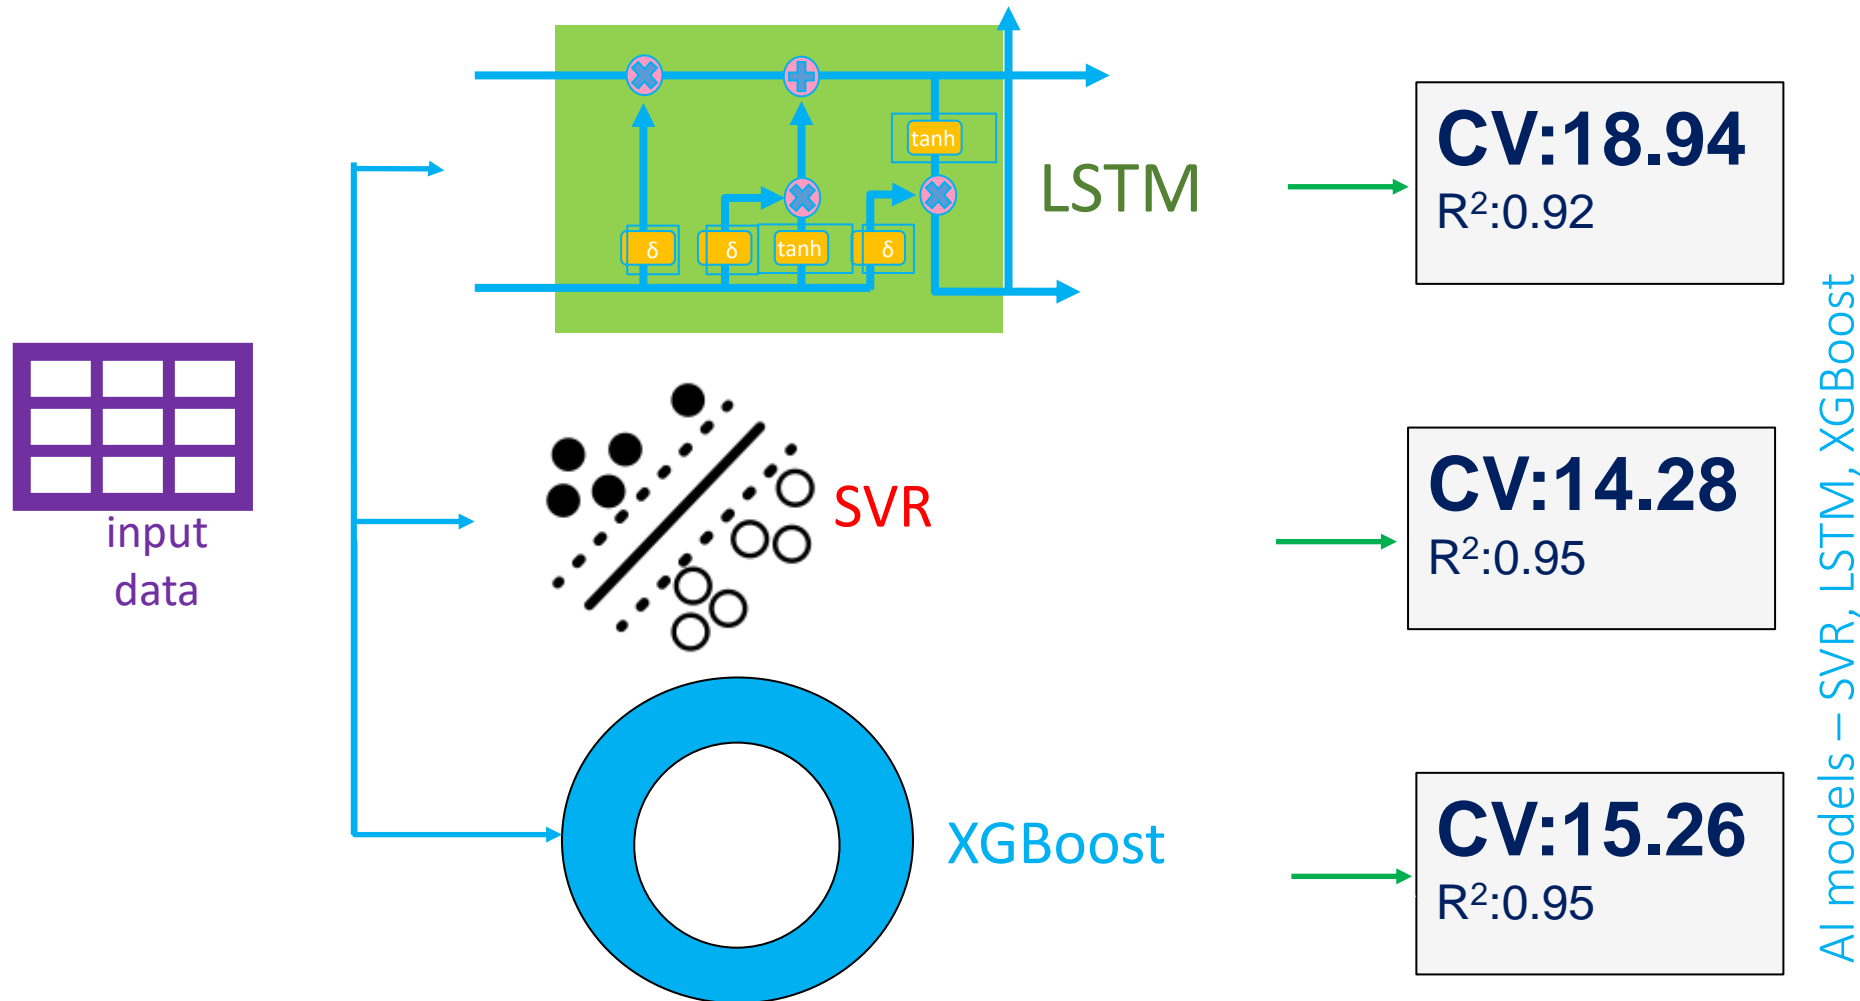 input
data
tanh
δ
δ
tanh
δ
LSTM
CV:18.94
R²:0.92
SVR
CV:14.28
R²:0.95
XGBoost
CV:15.26
R²:0.95
AI models – SVR, LSTM, XGBoost